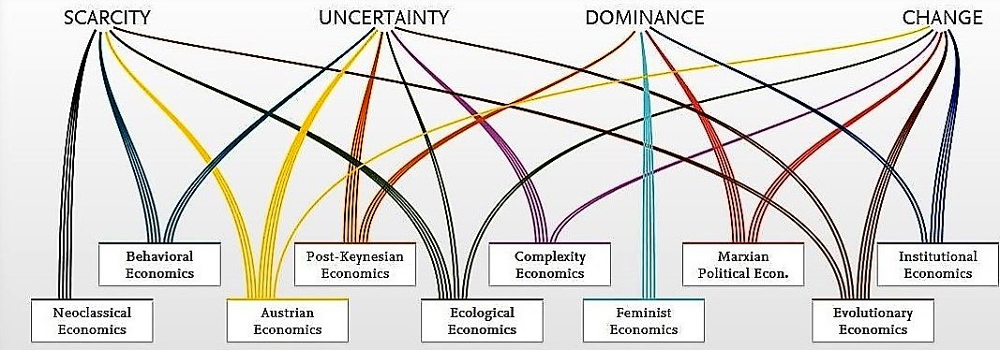 SCARCITY
UNCERTAINTY
DOMINANCE
CHANGE
Behavioral
Economics
Post-Keynesian
Economics
Complexity
Economics
Marxian
Political Econ.
Institutional
Economics
Neoclassical
Economics
Austrian
Economics
Ecological
Economics
Feminist
Economics
Evolutionary
Economics